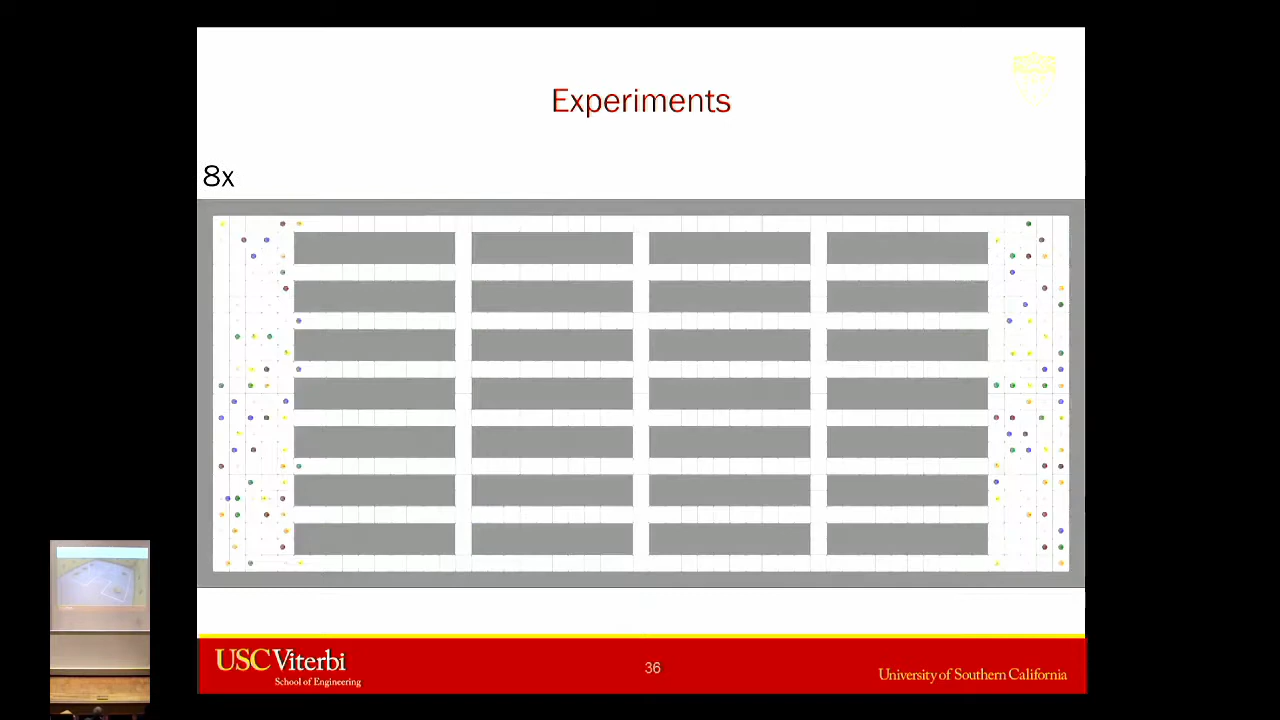 Experiments
8x
USC Viterbi
School of Engineering
36
University of Southern California